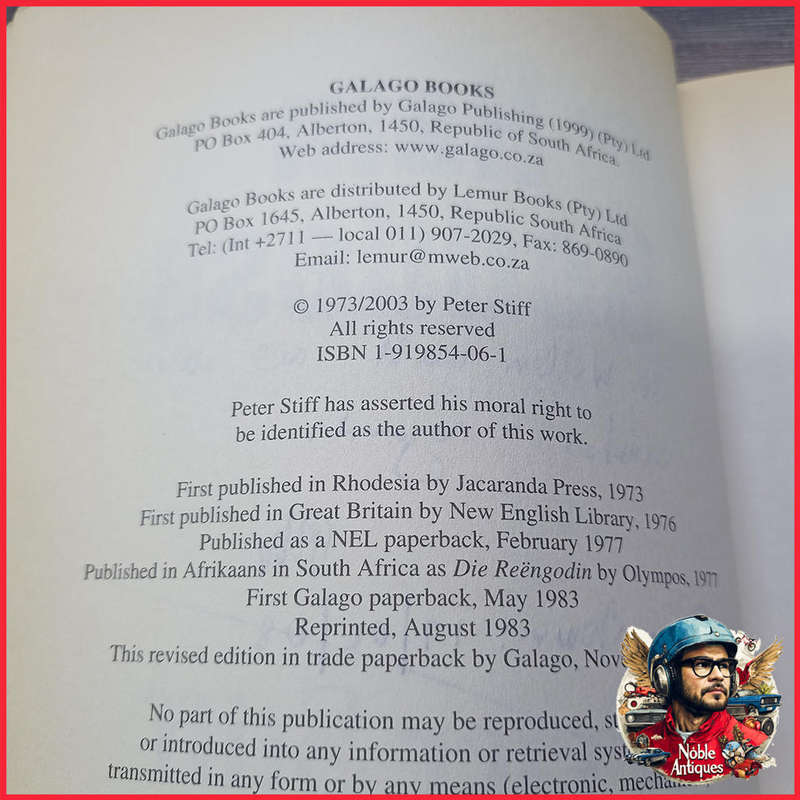 GALAGO BOOKS
Galago Books are published by Galago Publishing (1999) (Pty) Ltd
PO Box 404, Alberton, 1450, Republic of South Africa.
Web address: www.galago.co.za
Galago Books are distributed by Lemur Books (Pty) Ltd
PO Box 1645, Alberton, 1450, Republic South Africa
Tel: (Int +2711 — local 011) 907-2029, Fax: 869-0890
Email: lemur@mweb.co.za
© 1973/2003 by Peter Stiff
All rights reserved
ISBN 1-919854-06-1
Peter Stiff has asserted his moral right to
be identified as the author of this work.
First published in Rhodesia by Jacaranda Press, 1973
First published in Great Britain by New English Library, 1976
Published as a NEL paperback, February 1977
Published in Afrikaans in South Africa as Die Reëngodin by Olympos, 1977
First Galago paperback, May 1983
Reprinted, August 1983
This revised edition in trade paperback by Galago,
No part of this publication may be reproduced,
or introduced into any information or retrieval
transmitted in any form or by any means (electronic,
Noble
Antiques